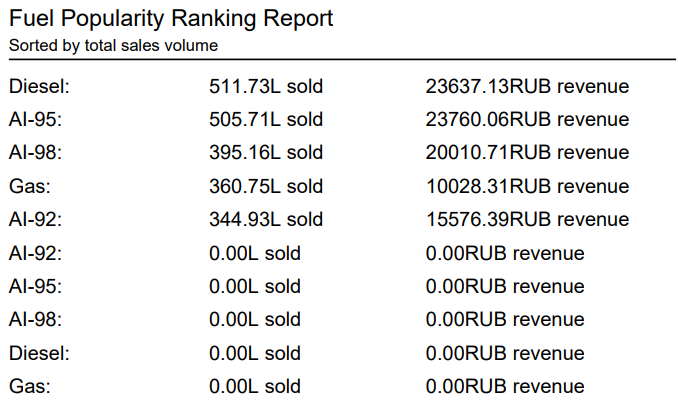 Fuel Popularity Ranking Report
Sorted by total sales volume
Diesel: 511.73L sold 23637.13RUB revenue
AI-95: 505.71L sold 23760.06RUB revenue
AI-98: 395.16L sold 20010.71RUB revenue
Gas: 360.75L sold 10028.31RUB revenue
AI-92: 344.93L sold 15576.39RUB revenue
AI-92: 0.00L sold 0.00RUB revenue
AI-95: 0.00L sold 0.00RUB revenue
AI-98: 0.00L sold 0.00RUB revenue
Diesel: 0.00L sold 0.00RUB revenue
Gas: 0.00L sold 0.00RUB revenue